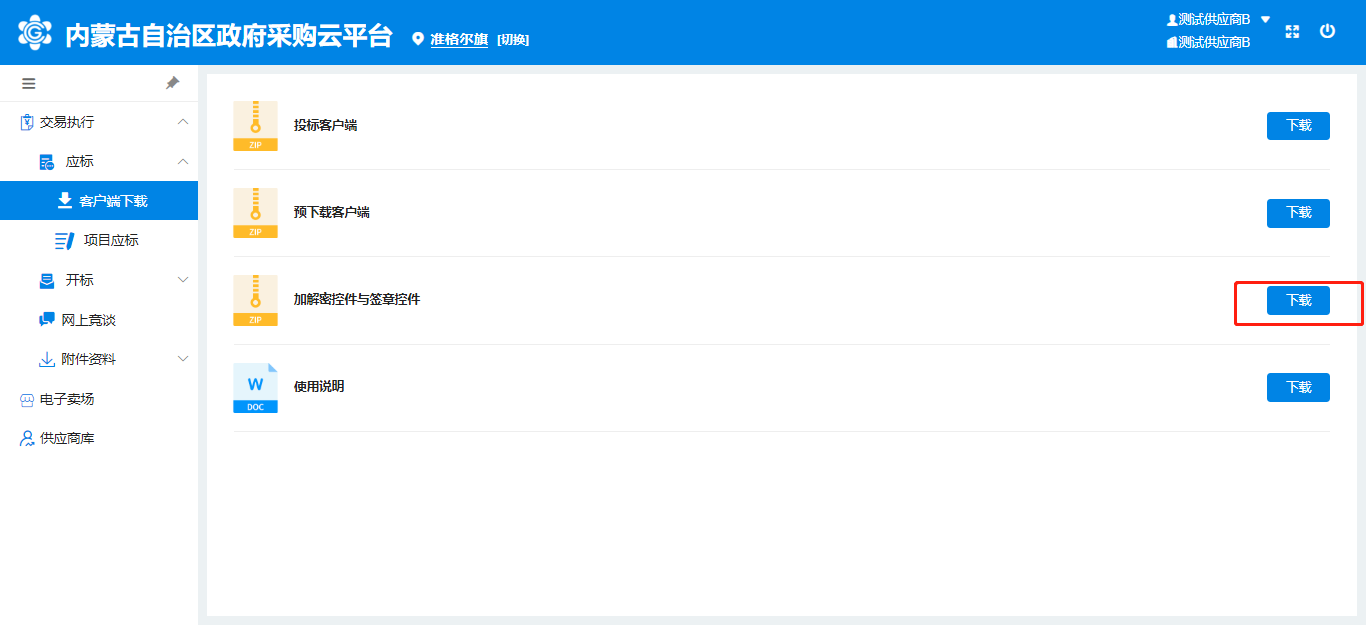 内蒙古自治区政府采购云平台
准格尔旗 [切换]
测试供应商B
测试供应商B
交易执行
应标
客户端下载
项目应标
开标
网上竞谈
附件资料
电子卖场
供应商库
ZIP
投标客户端
下载
ZIP
预下载客户端
下载
ZIP
加解密控件与签章控件
下载
W
DOC
使用说明
下载